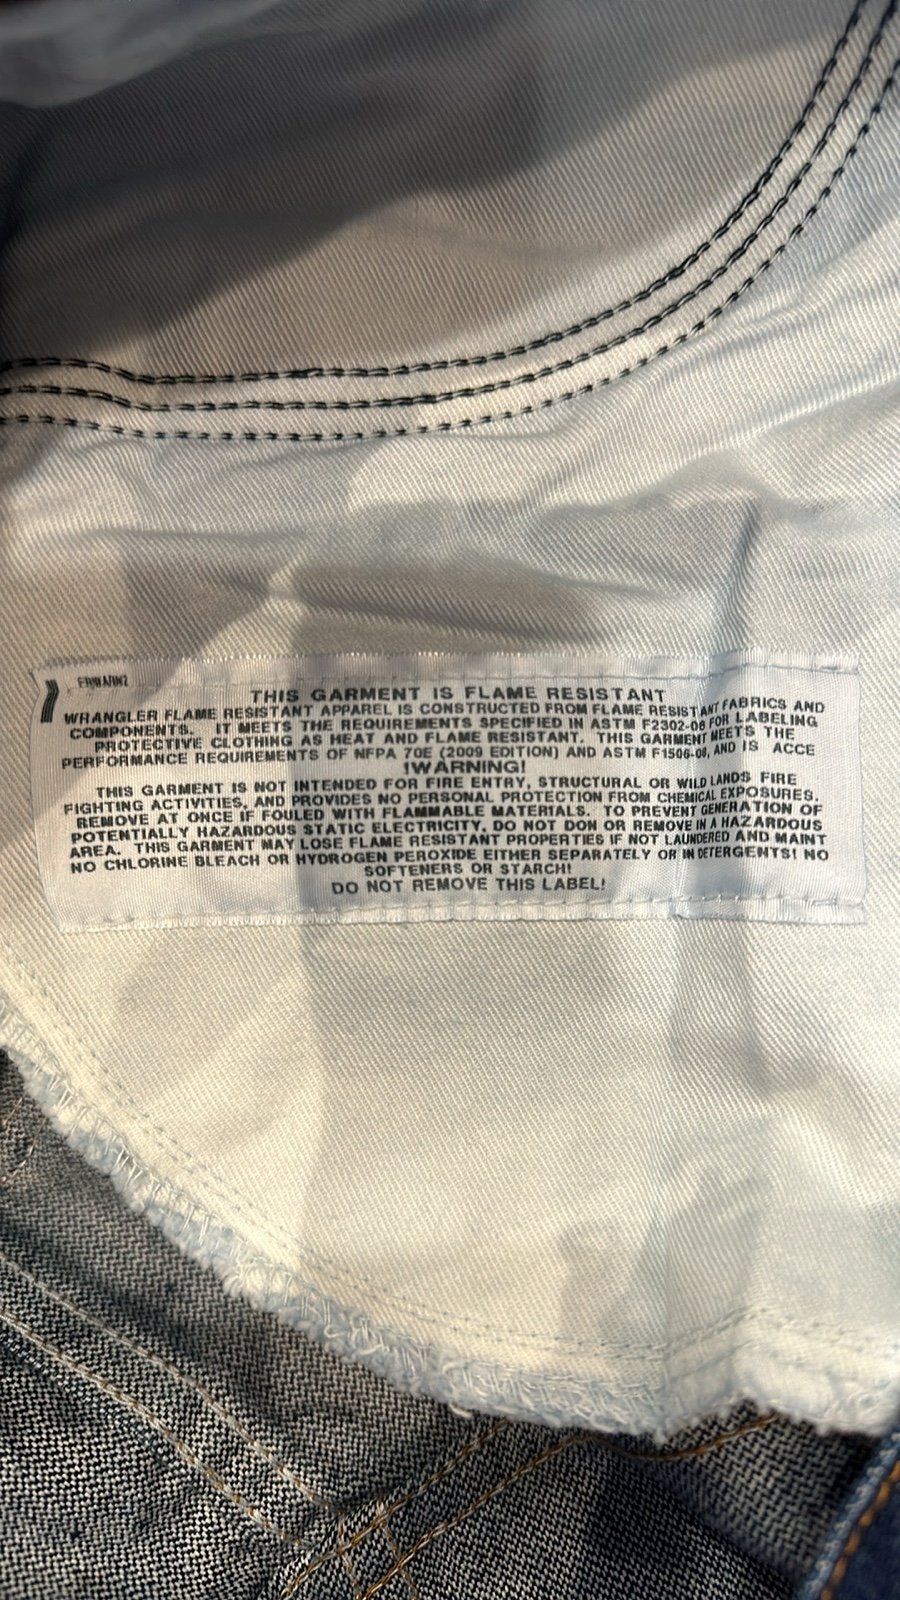 FRWARN2
THIS GARMENT IS FLAME RESISTANT
WRANGLER FLAME RESISTANT APPAREL IS CONSTRUCTED FROM FLAME RESISTANT FABRICS AND
COMPONENTS. IT MEETS THE REQUIREMENTS SPECIFIED IN ASTM F2302-08 FOR LABELING
PROTECTIVE CLOTHING AS HEAT AND FLAME RESISTANT. THIS GARMENT MEETS THE
PERFORMANCE REQUIREMENTS OF NFPA 70E (2009 EDITION) AND ASTM F1506-08, AND IS ACCE
!WARNING!
THIS GARMENT IS NOT INTENDED FOR FIRE ENTRY, STRUCTURAL OR WILD LANDS FIRE
FIGHTING ACTIVITIES, AND PROVIDES NO PERSONAL PROTECTION FROM CHEMICAL EXPOSURES.
REMOVE AT ONCE IF FOULED WITH FLAMMABLE MATERIALS. TO PREVENT GENERATION OF
POTENTIALLY HAZARDOUS STATIC ELECTRICITY, DO NOT DON OR REMOVE IN A HAZARDOUS
AREA. THIS GARMENT MAY LOSE FLAME RESISTANT PROPERTIES IF NOT LAUNDERED AND MAINT
NO CHLORINE BLEACH OR HYDROGEN PEROXIDE EITHER SEPARATELY OR IN DETERGENTS! NO
SOFTENERS OR STARCH!
DO NOT REMOVE THIS LABEL!